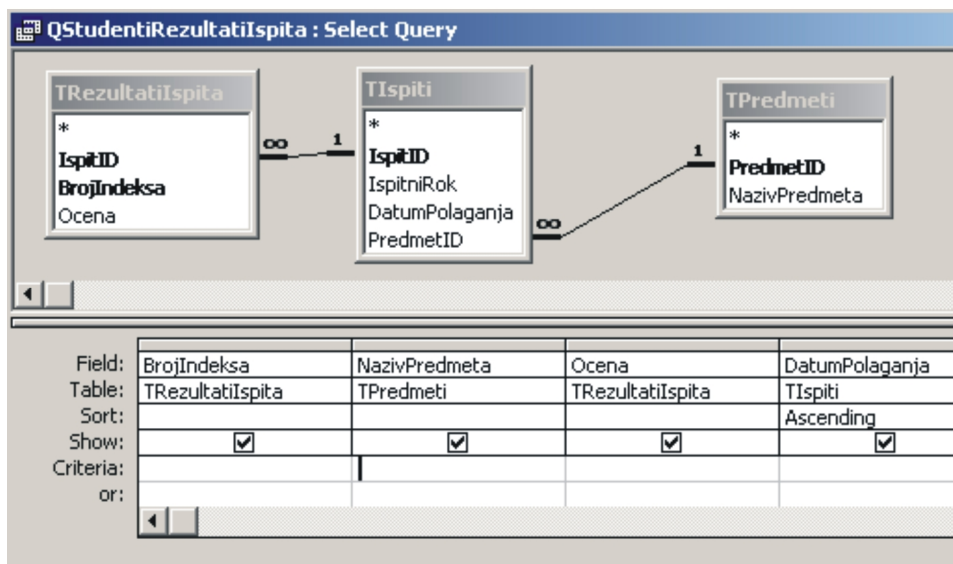 QStudentiRezultatiIspita : Select Query
TRezultatiIspita
*
IspitID
BrojIndeksa
Ocena
∞
1
TIspiti
*
IspitID
IspitniRok
DatumPolaganja
PredmetID
∞
1
TPredmeti
*
PredmetID
NazivPredmeta
Field: BrojIndeksa NazivPredmeta Ocena DatumPolaganja
Table: TRezultatiIspita TPredmeti TRezultatiIspita TIspiti
Sort: Ascending
Show:
Criteria:
or: